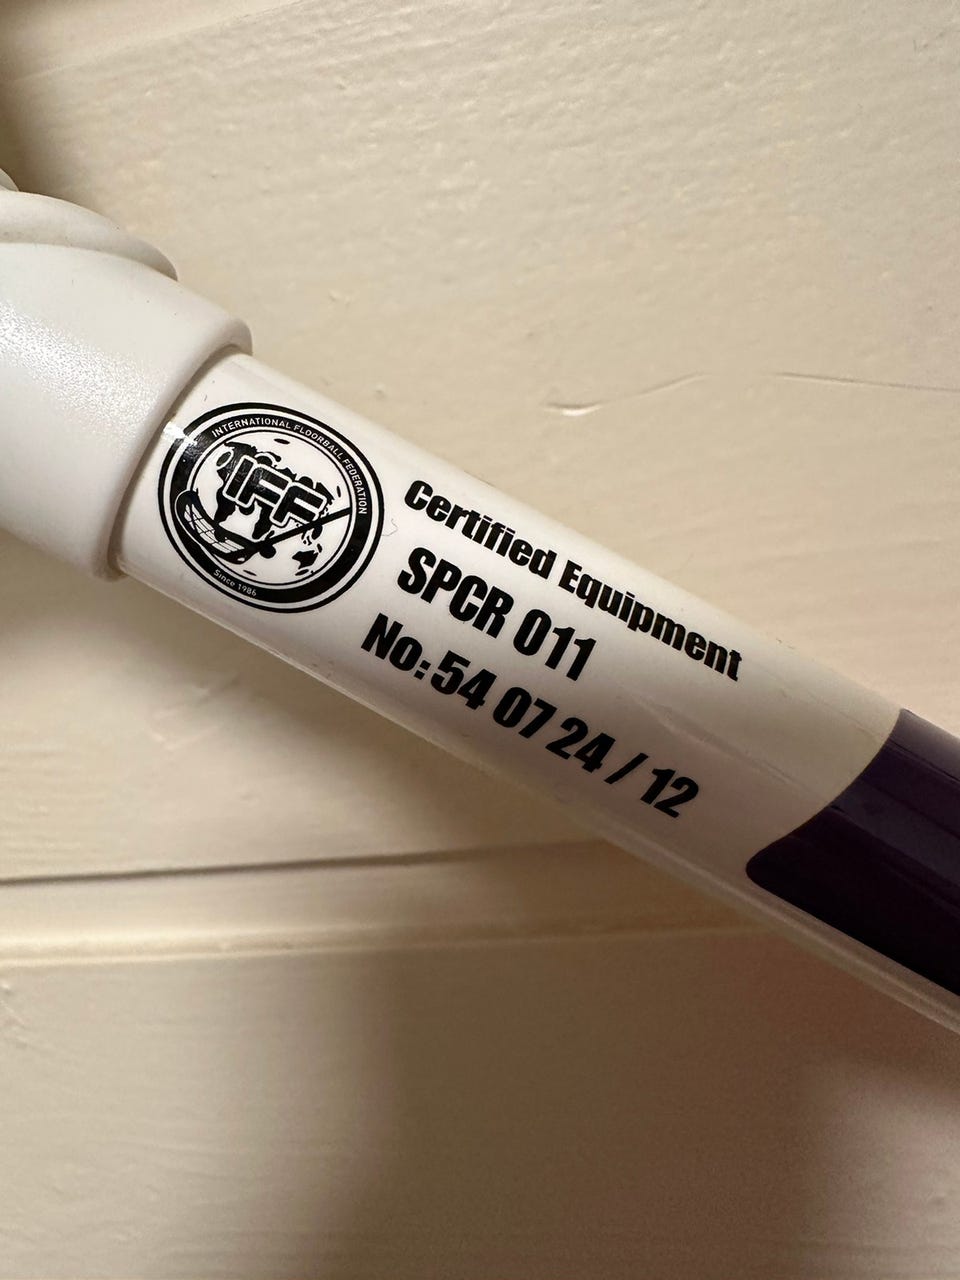 INTERNATIONAL FLOORBALL FEDERATION
IFF
Since 1986
Certified Equipment
SPCR 011
No: 54 07 24 / 12